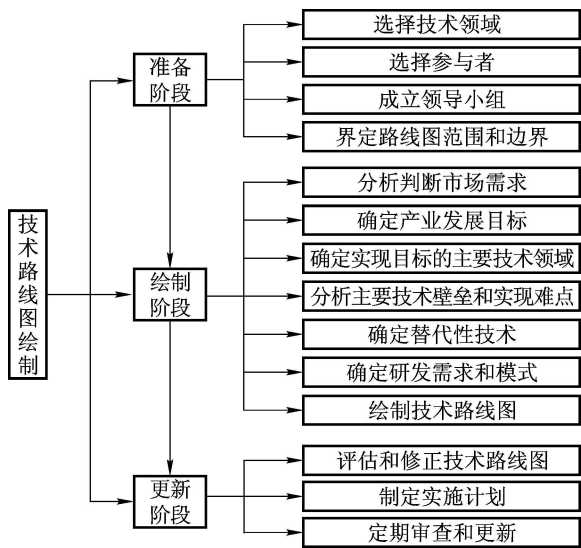 技术路线图绘制
准备
阶段
选择技术领域
选择参与者
成立领导小组
界定路线图范围和边界
绘制
阶段
分析判断市场需求
确定产业发展目标
确定实现目标的主要技术领域
分析主要技术壁垒和实现难点
确定替代性技术
确定研发需求和模式
绘制技术路线图
更新
阶段
评估和修正技术路线图
制定实施计划
定期审查和更新